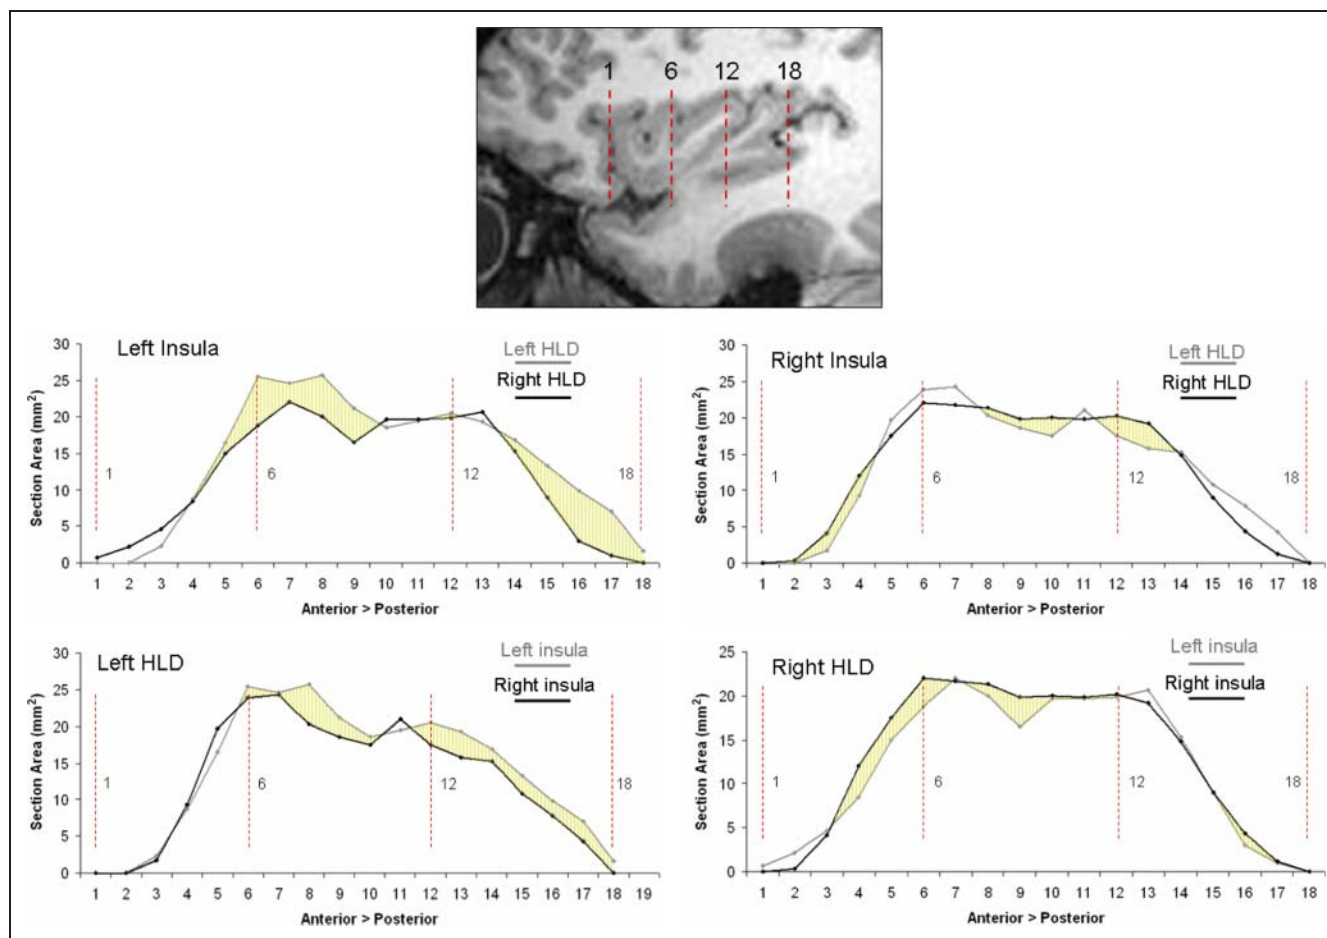 1 6 12 18
Left Insula
Left HLD
Right HLD
Section Area (mm²)
30
25
20
15
10
5
0
1
6
12
18
1 2 3 4 5 6 7 8 9 10 11 12 13 14 15 16 17 18
Anterior > Posterior
Right Insula
Left HLD
Right HLD
Section Area (mm²)
30
25
20
15
10
5
0
1
6
12
18
1 2 3 4 5 6 7 8 9 10 11 12 13 14 15 16 17 18
Anterior > Posterior
Left HLD
Left insula
Right insula
Section Area (mm²)
30
25
20
15
10
5
0
1
6
12
18
1 2 3 4 5 6 7 8 9 10 11 12 13 14 15 16 17 18 19
Anterior > Posterior
Right HLD
Left insula
Right insula
Section Area (mm²)
25
20
15
10
5
0
1
6
12
18
1 2 3 4 5 6 7 8 9 10 11 12 13 14 15 16 17 18
Anterior > Posterior